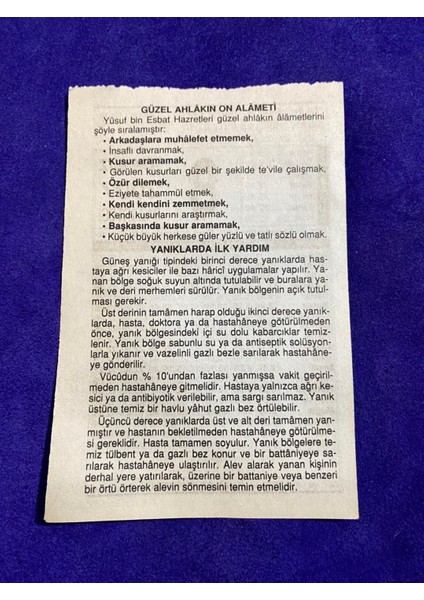 GÜZEL AHLÂKIN ON ALÂMETİ
Yûsuf bin Esbat Hazretleri güzel ahlâkın âlâmetlerini
şöyle sıralamıştır:
• Arkadaşlara muhâlefet etmemek,
• İnsaflı davranmak,
• Kusur aramamak,
• Görülen kusurları güzel bir şekilde te'vile çalışmak,
• Özür dilemek,
• Eziyete tahammül etmek,
• Kendi kendini zemmetmek,
• Kendi kusurlarını araştırmak,
• Başkasında kusur aramamak,
• Küçük büyük herkese güler yüzlü ve tatlı sözlü olmak.
YANIKLARDA İLK YARDIM
Güneş yanığı tipindeki birinci derece yanıklarda has-
taya ağrı kesiciler ile bazı hâricî uygulamalar yapılır. Ya-
nan bölge soğuk suyun altında tutulabilir ve buralara ya-
nık ve deri merhemleri sürülür. Yanık bölgenin açık tutul-
ması gerekir.
Üst derinin tamâmen harap olduğu ikinci derece yanık-
larda, hasta, doktora ya da hastahâneye götürülmeden
önce, yanık bölgesindeki içi su dolu kabarcıklar temiz-
lenir. Yanık bölge sabunlu su ya da antiseptik solüsyon-
larla yıkanır ve vazelinli gazlı bezle sarılarak hastahâne-
ye gönderilir.
Vücûdun % 10'undan fazlası yanmışsa vakit geçiril-
meden hastahâneye gitmelidir. Hastaya yalnızca ağrı ke-
sici ya da antibiyotik verilebilir, ama sargı sarılmaz. Yanık
üstüne temiz bir havlu yâhut gazlı bez örtülebilir.
Üçüncü derece yanıklarda üst ve alt deri tamâmen yan-
mıştır ve hastanın bekletilmeden hastahâneye götürülme-
si gereklidir. Hasta tamamen soyulur. Yanık bölgelere te-
miz tülbent ya da gazlı bez konur ve bir battâniyeye sa-
rılarak hastahâneye ulaştırılır. Alev alarak yanan kişinin
derhal yere yatırılarak, üzerine bir battaniye veya benzeri
bir örtü örterek alevin sönmesini temin etmelidir.